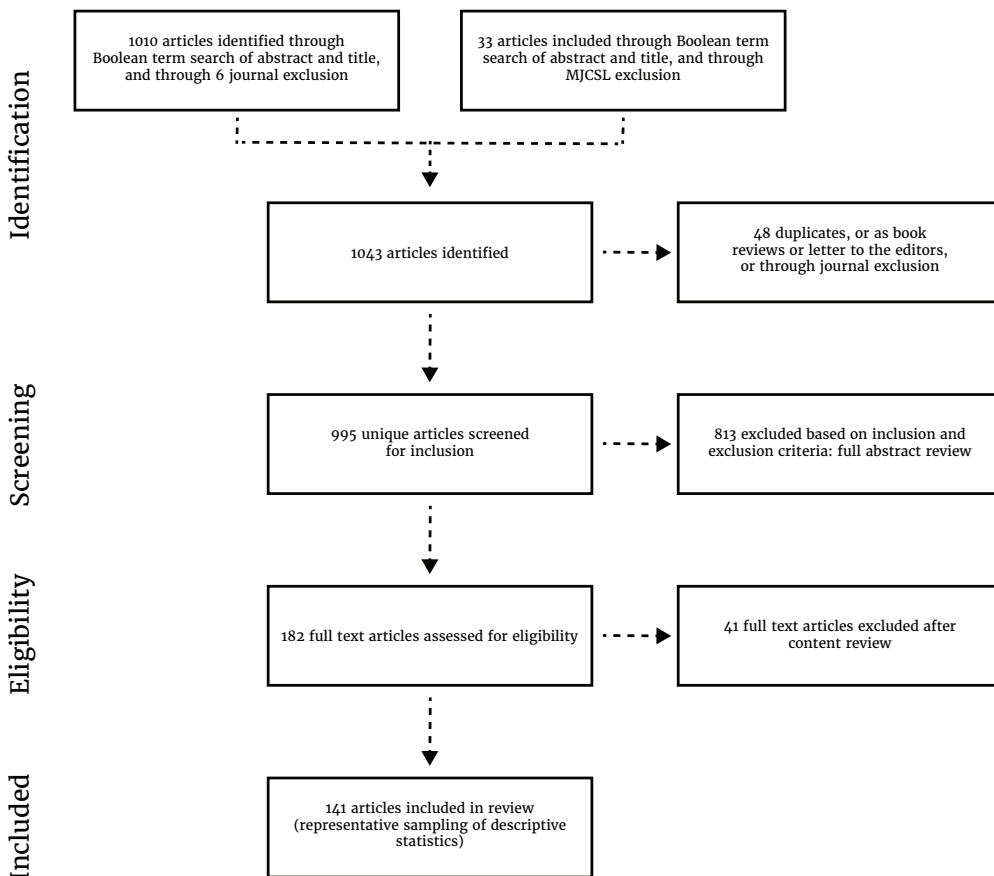 Identification
1010 articles identified through
Boolean term search of abstract and title,
and through 6 journal exclusion
33 articles included through Boolean term
search of abstract and title, and through
MJCSL exclusion
1043 articles identified
48 duplicates, or as book
reviews or letter to the editors,
or through journal exclusion
Screening
995 unique articles screened
for inclusion
813 excluded based on inclusion and
exclusion criteria: full abstract review
Eligibility
182 full text articles assessed for eligibility
41 full text articles excluded after
content review
Included
141 articles included in review
(representative sampling of descriptive
statistics)